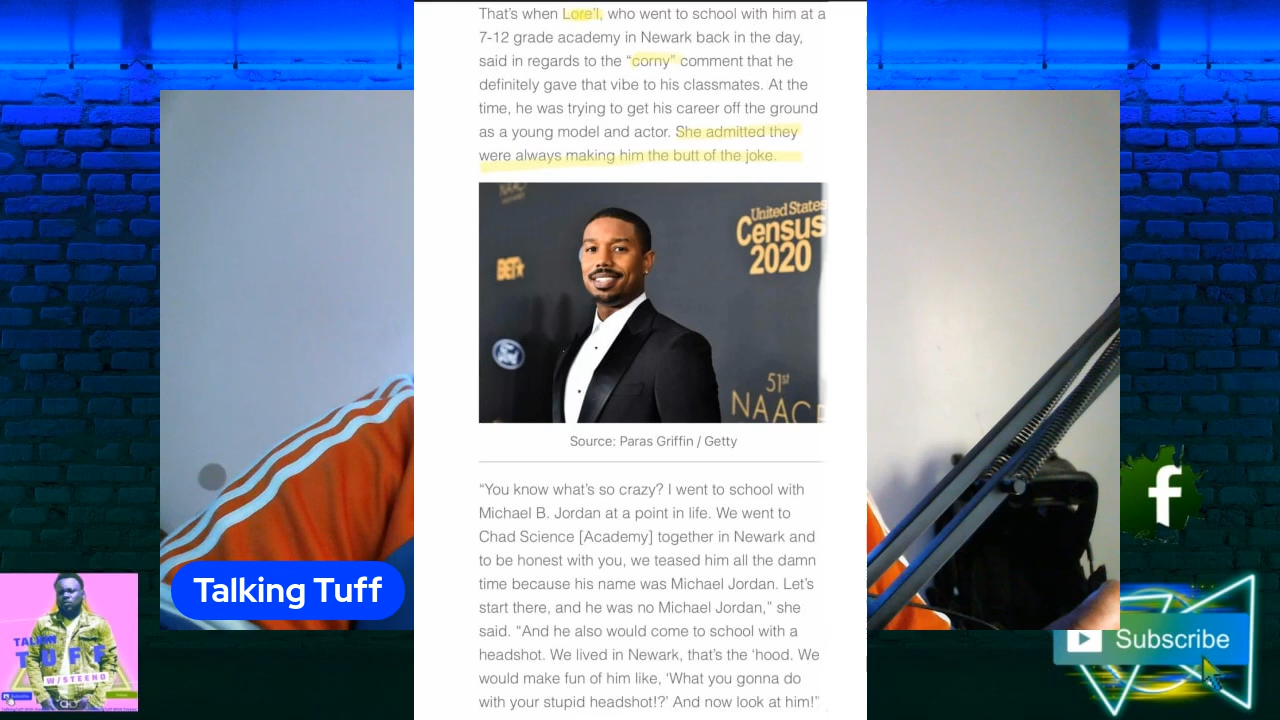 That's when Lore'l, who went to school with him at a
7-12 grade academy in Newark back in the day,
said in regards to the “corny” comment that he
definitely gave that vibe to his classmates. At the
time, he was trying to get his career off the ground
as a young model and actor. She admitted they
were always making him the butt of the joke.
NAAC
United States
Census
2020
BET
51st
NAACP
Source: Paras Griffin / Getty
“You know what’s so crazy? I went to school with
Michael B. Jordan at a point in life. We went to
Chad Science [Academy] together in Newark and
to be honest with you, we teased him all the damn
time because his name was Michael Jordan. Let’s
start there, and he was no Michael Jordan,” she
said. “And he also would come to school with a
headshot. We lived in Newark, that’s the ‘hood. We
would make fun of him like, ‘What you gonna do
with your stupid headshot!?’ And now look at him!”
Talking Tuff
TUFF
W/STEENO
f
Subscribe